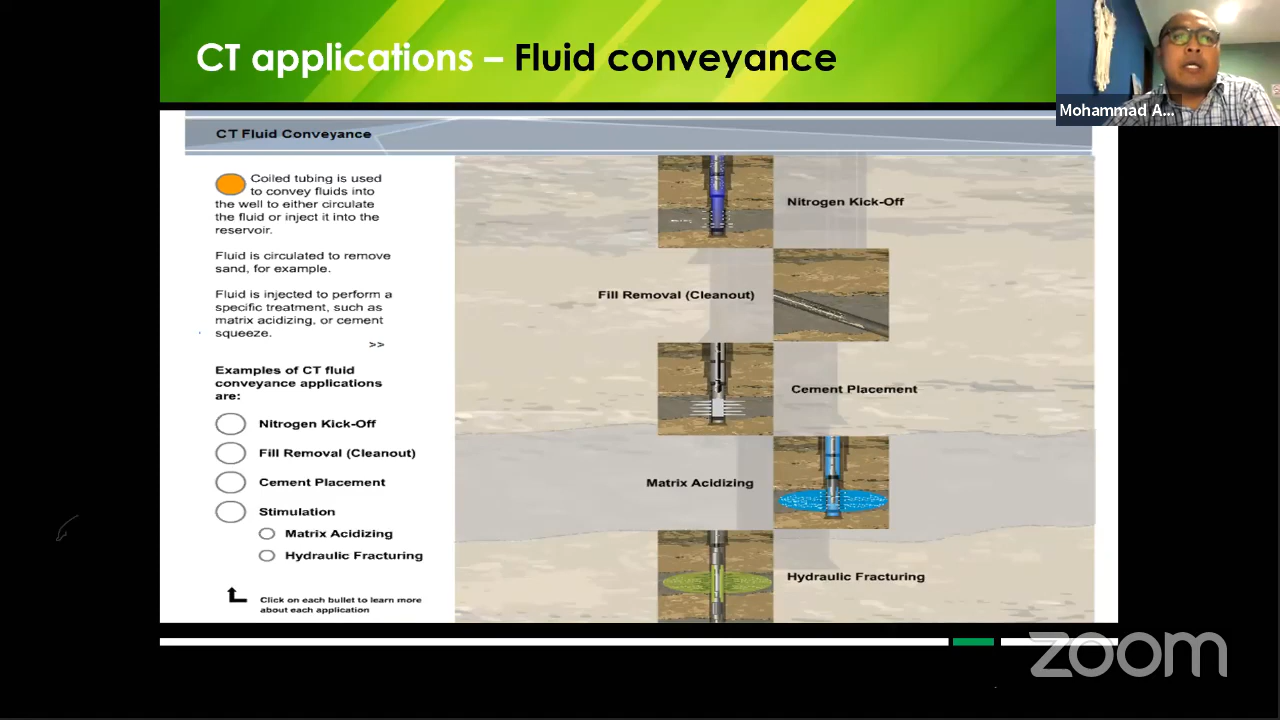 CT applications – Fluid conveyance
Mohammad A...
CT Fluid Conveyance
Coiled tubing is used
to convey fluids into
the well to either circulate
the fluid or inject it into the
reservoir.
Fluid is circulated to remove
sand, for example.
Fluid is injected to perform a
specific treatment, such as
matrix acidizing, or cement
squeeze.
>>
Examples of CT fluid
conveyance applications
are:
Nitrogen Kick-Off
Fill Removal (Cleanout)
Cement Placement
Stimulation
Matrix Acidizing
Hydraulic Fracturing
Click on each bullet to learn more
about each application
Nitrogen Kick-Off
Fill Removal (Cleanout)
Cement Placement
Matrix Acidizing
Hydraulic Fracturing
zoom